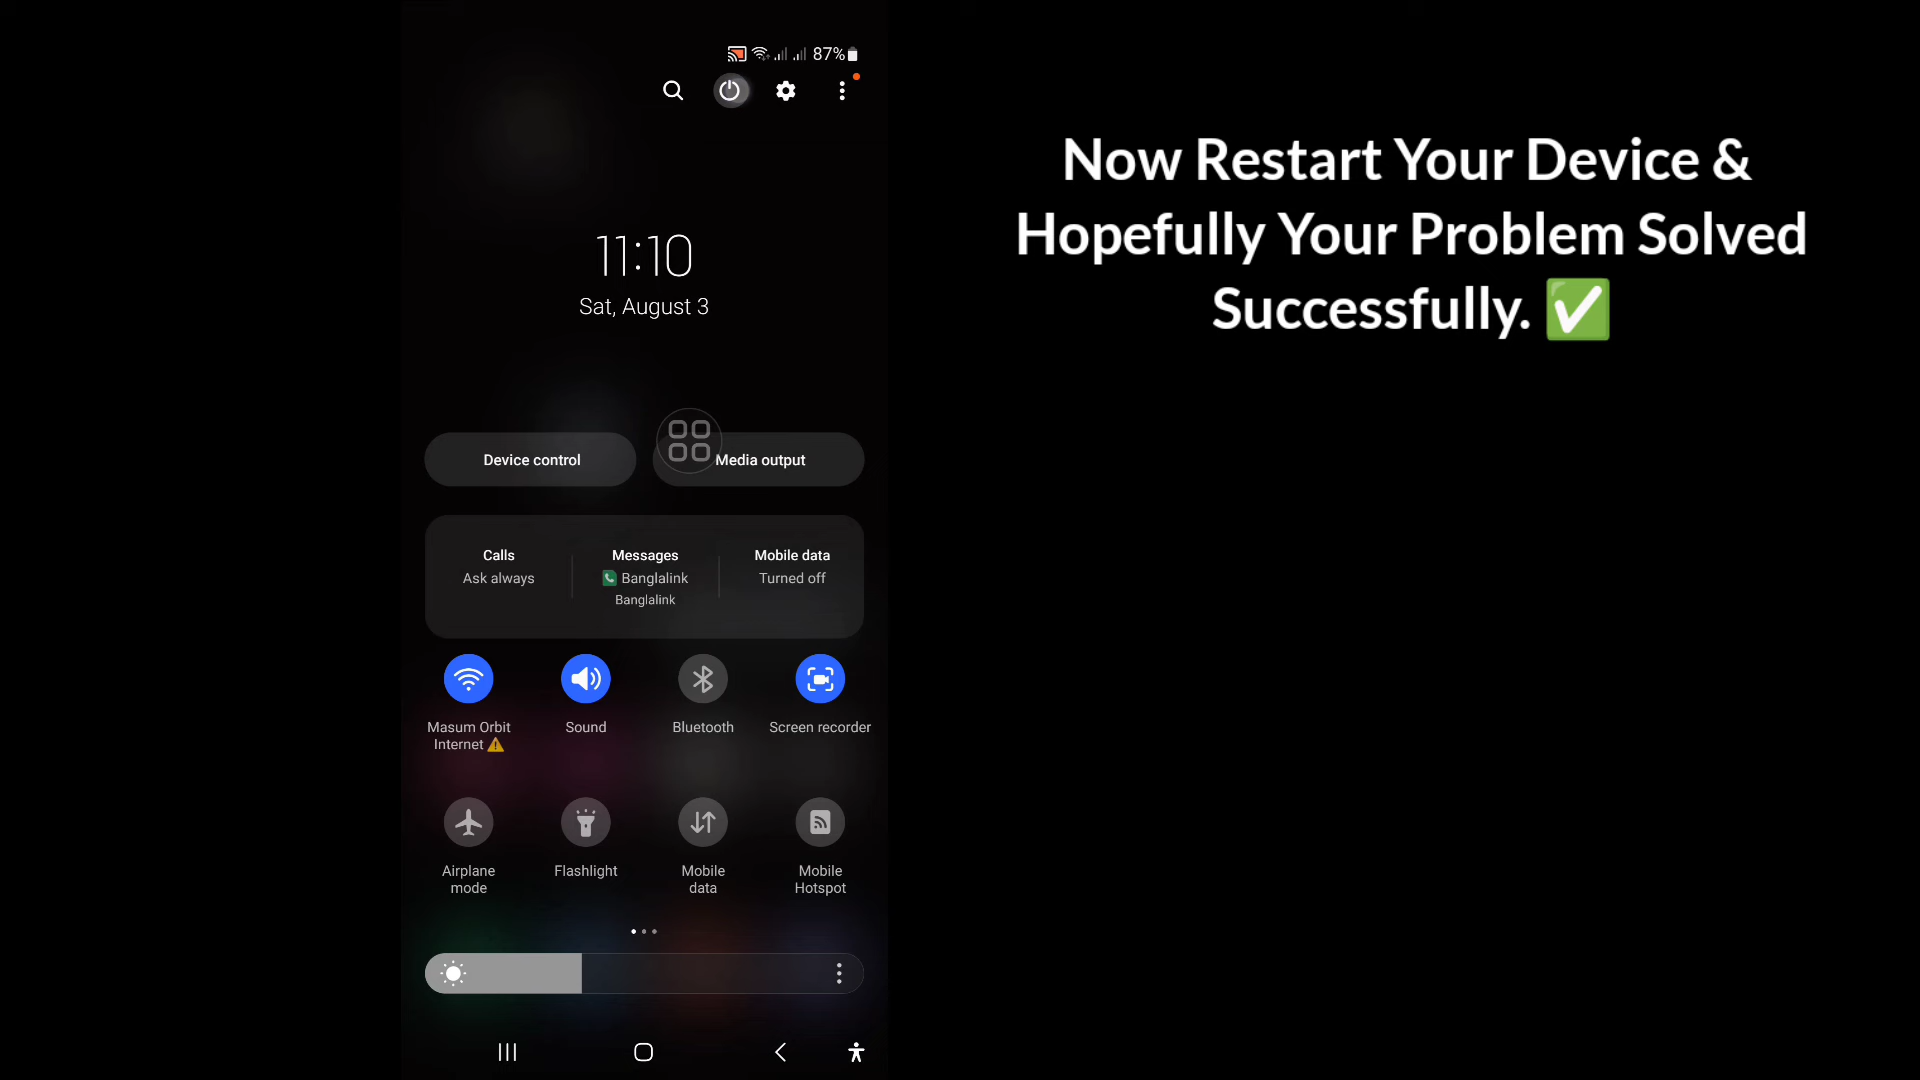 87%
Now Restart Your Device &
Hopefully Your Problem Solved
Successfully. ✅
11:10
Sat, August 3
Device control
Media output
Calls
Ask always
Messages
Banglalink
Banglalink
Mobile data
Turned off
Masum Orbit
Internet ⚠
Sound
Bluetooth
Screen recorder
Airplane
mode
Flashlight
Mobile
data
Mobile
Hotspot